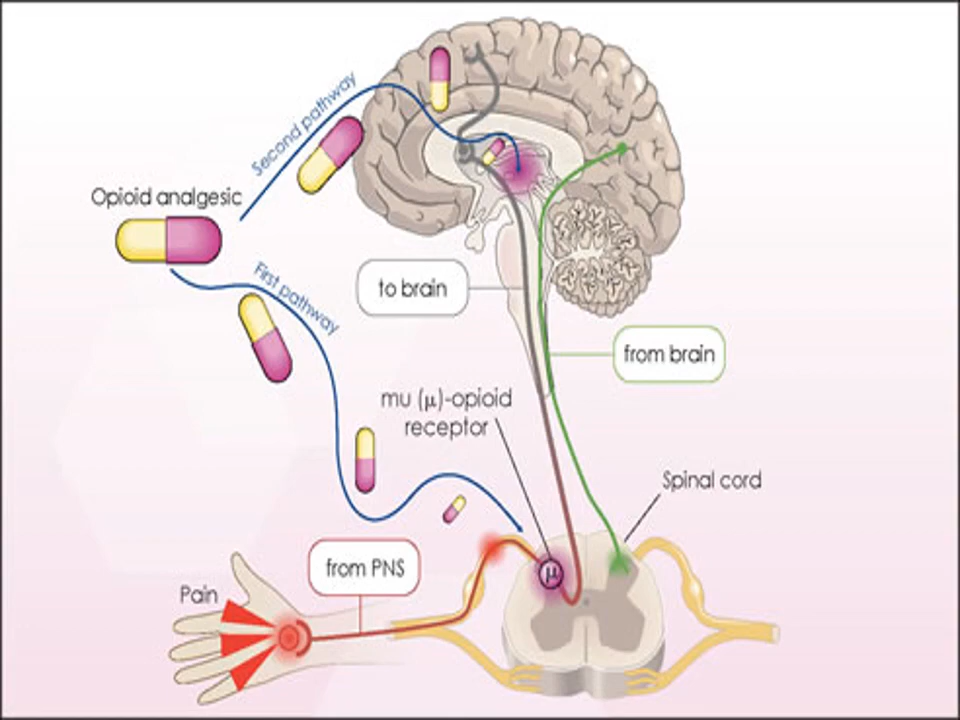 Second pathway
Opioid analgesic
First pathway
to brain
from brain
mu (μ)-opioid
receptor
Spinal cord
from PNS
μ
Pain